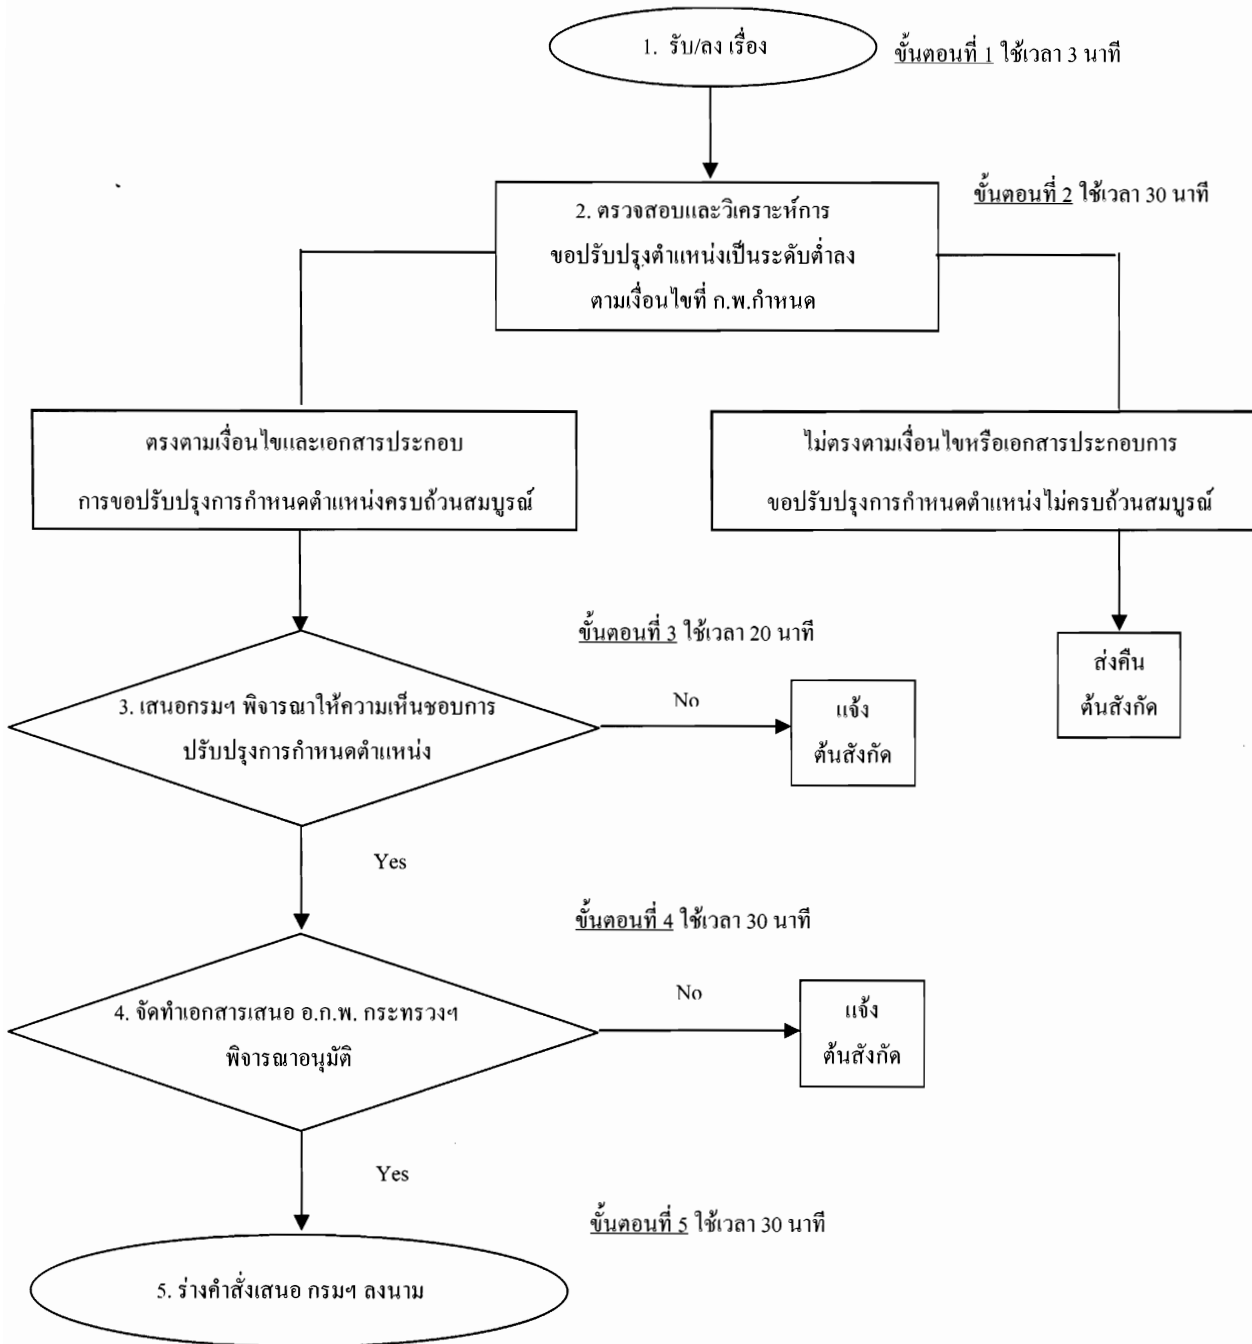 1. รับ/ลง เรื่อง
ขั้นตอนที่ 1 ใช้เวลา 3 นาที
ขั้นตอนที่ 2 ใช้เวลา 30 นาที
2. ตรวจสอบและวิเคราะห์การ
ขอปรับปรุงตำแหน่งเป็นระดับต่ำลง
ตามเงื่อนไขที่ ก.พ.กำหนด
ตรงตามเงื่อนไขและเอกสารประกอบ
การขอปรับปรุงการกำหนดตำแหน่งครบถ้วนสมบูรณ์
ไม่ตรงตามเงื่อนไขหรือเอกสารประกอบการ
ขอปรับปรุงการกำหนดตำแหน่งไม่ครบถ้วนสมบูรณ์
ขั้นตอนที่ 3 ใช้เวลา 20 นาที
3. เสนอกรมฯ พิจารณาให้ความเห็นชอบการ
ปรับปรุงการกำหนดตำแหน่ง
No
แจ้ง
ต้นสังกัด
ส่งคืน
ต้นสังกัด
Yes
ขั้นตอนที่ 4 ใช้เวลา 30 นาที
4. จัดทำเอกสารเสนอ อ.ก.พ. กระทรวงฯ
พิจารณาอนุมัติ
No
แจ้ง
ต้นสังกัด
Yes
ขั้นตอนที่ 5 ใช้เวลา 30 นาที
5. ร่างคำสั่งเสนอ กรมฯ ลงนาม